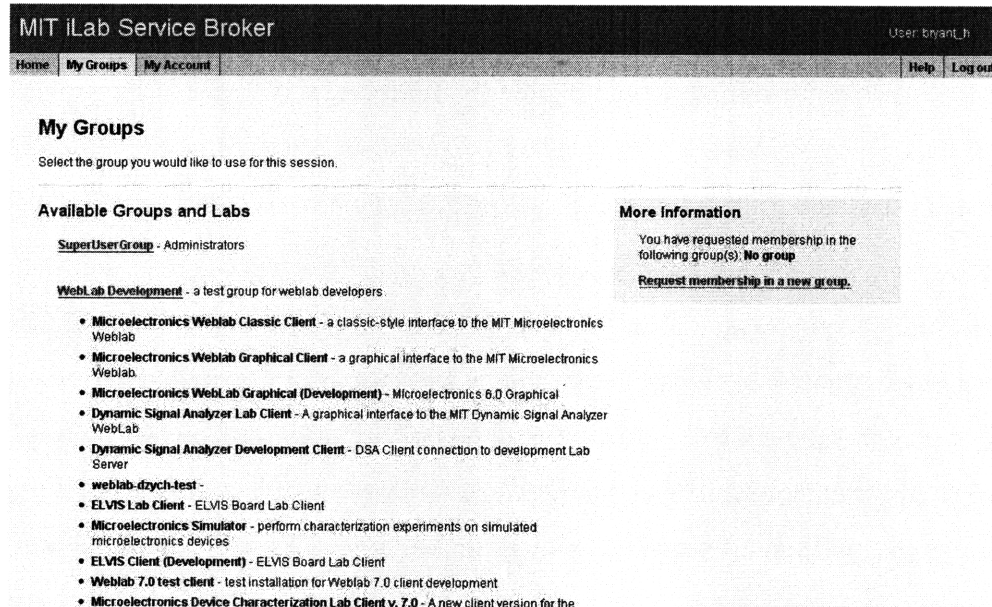 MIT iLab Service Broker
User: bryant_h
Home My Groups My Account
Help Log out
My Groups
Select the group you would like to use for this session.
Available Groups and Labs
SuperUserGroup - Administrators
WebLab Development - a test group for weblab developers
• Microelectronics Weblab Classic Client - a classic-style interface to the MIT Microelectronics
Weblab
• Microelectronics Weblab Graphical Client - a graphical interface to the MIT Microelectronics
Weblab.
• Microelectronics WebLab Graphical (Development) - Microelectronics 6.0 Graphical
• Dynamic Signal Analyzer Lab Client - A graphical interface to the MIT Dynamic Signal Analyzer
WebLab
• Dynamic Signal Analyzer Development Client - DSA Client connection to development Lab
Server
• weblab-dzych-test -
• ELVIS Lab Client - ELVIS Board Lab Client
• Microelectronics Simulator - perform characterization experiments on simulated
microelectronics devices
• ELVIS Client (Development) - ELVIS Board Lab Client
• Weblab 7.0 test client - test installation for Weblab 7.0 client development
• Microelectronics Device Characterization Lab Client v. 7.0 - A new client version for the
More Information
You have requested membership in the
following group(s): No group
Request membership in a new group.